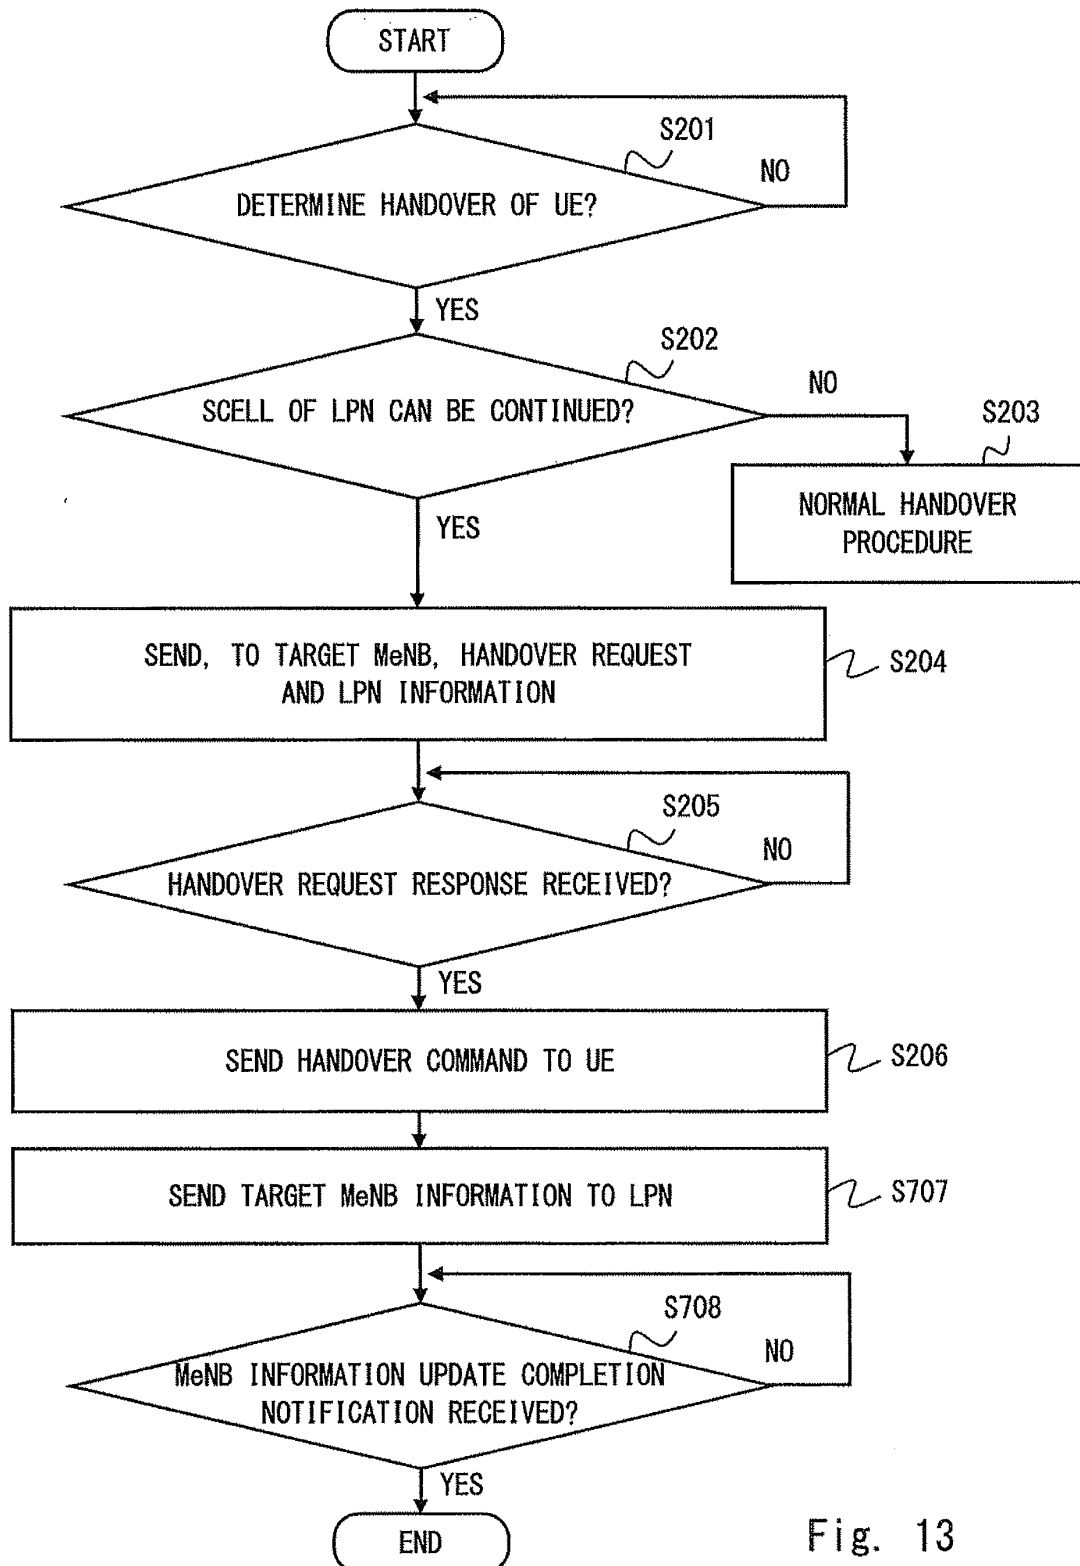 START
S201
NO
DETERMINE HANDOVER OF UE?
YES
S202
NO
SCELL OF LPN CAN BE CONTINUED?
S203
NORMAL HANDOVER
PROCEDURE
YES
SEND, TO TARGET MeNB, HANDOVER REQUEST
AND LPN INFORMATION
S204
S205
NO
HANDOVER REQUEST RESPONSE RECEIVED?
YES
SEND HANDOVER COMMAND TO UE
S206
SEND TARGET MeNB INFORMATION TO LPN
S707
S708
NO
MeNB INFORMATION UPDATE COMPLETION
NOTIFICATION RECEIVED?
YES
END
Fig. 13